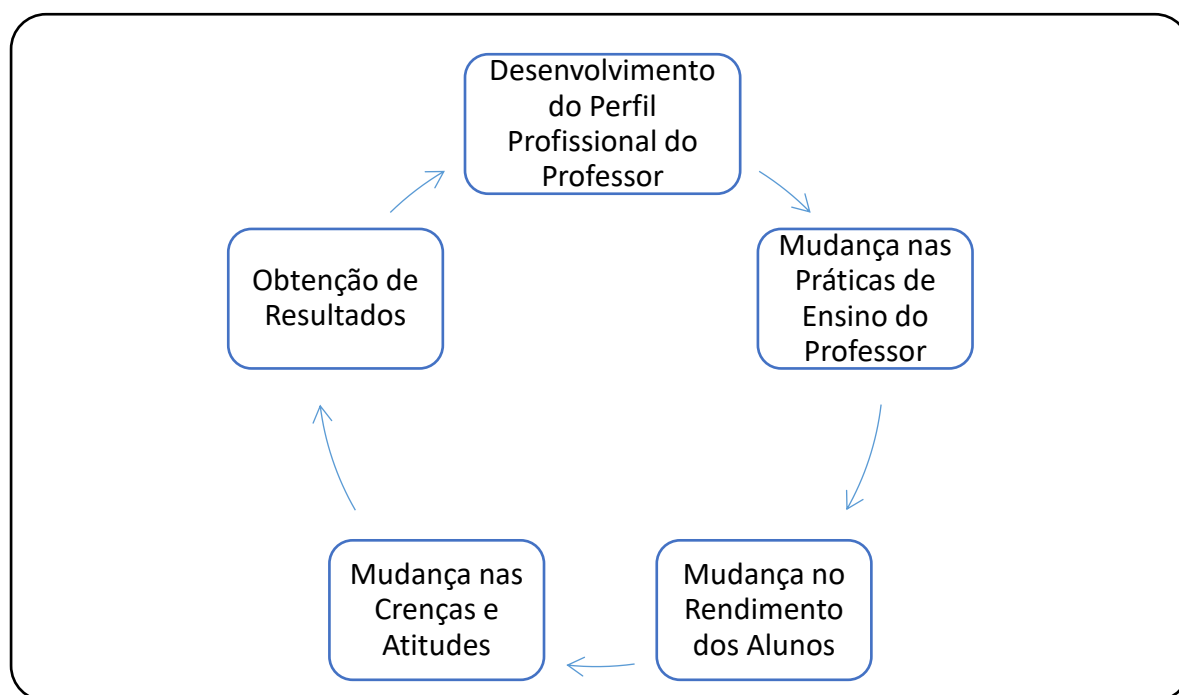 Desenvolvimento
do Perfil
Profissional do
Professor
Mudança nas
Práticas de
Ensino do
Professor
Mudança no
Rendimento
dos Alunos
Mudança nas
Crenças e
Atitudes
Obtenção de
Resultados